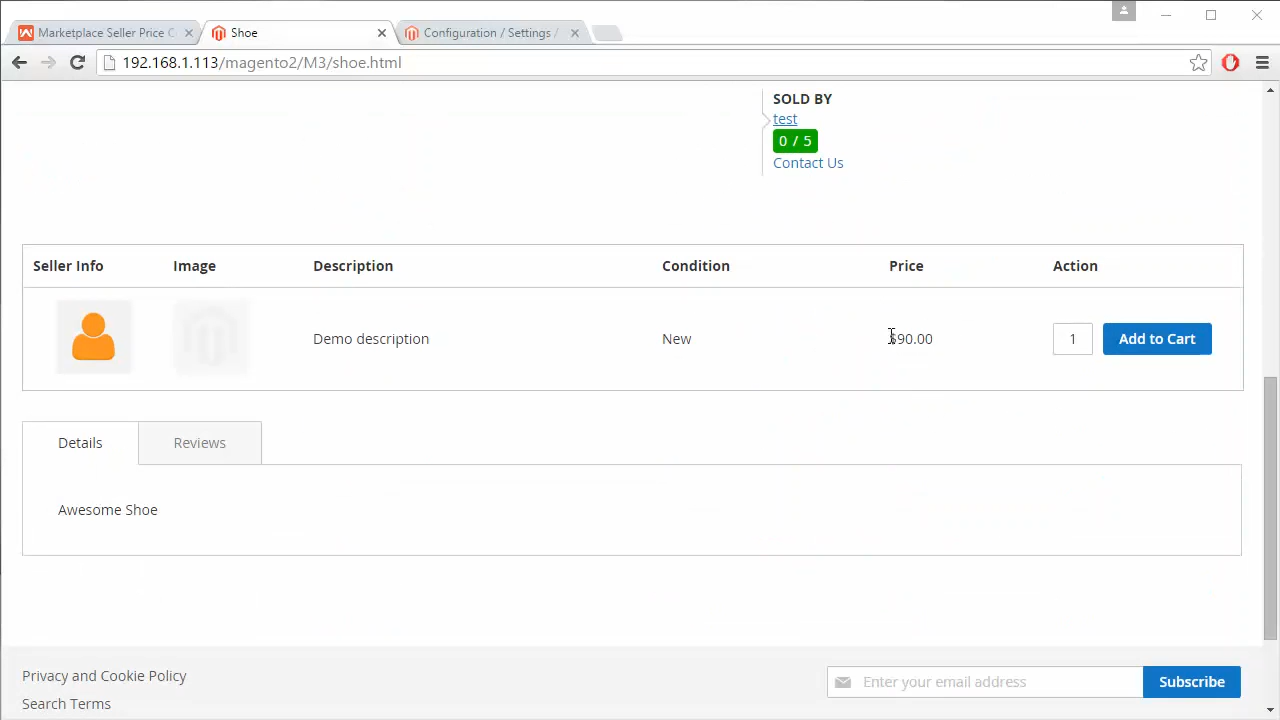 Marketplace Seller Price C
Shoe
Configuration / Settings /
192.168.1.113/magento2/M3/shoe.html
SOLD BY
test
0 / 5
Contact Us
Seller Info Image Description Condition Price Action
Demo description New $90.00 1 Add to Cart
Details Reviews
Awesome Shoe
Privacy and Cookie Policy
Enter your email address Subscribe
Search Terms